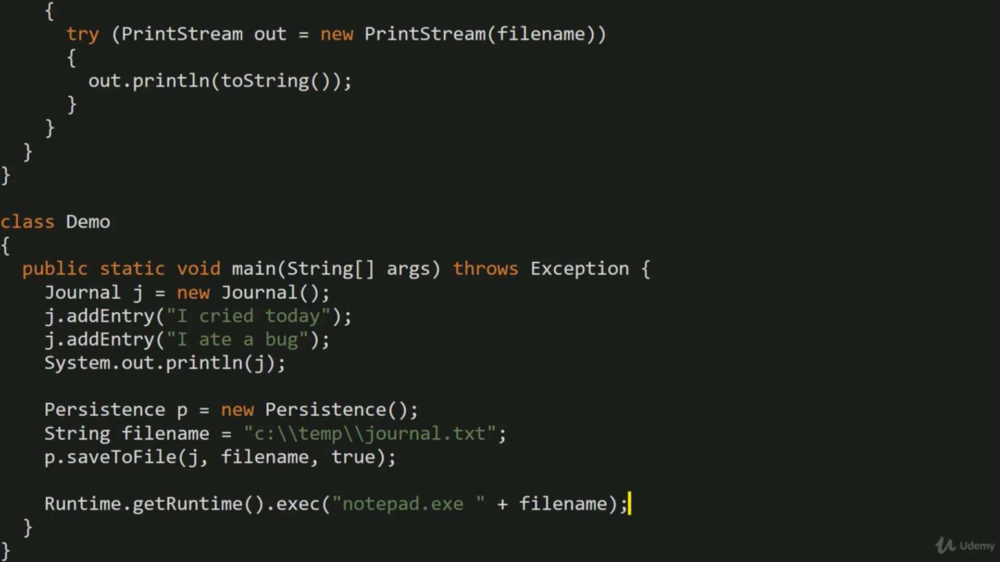 {
try (PrintStream out = new PrintStream(filename))
{
out.println(toString());
}
}
}
}
class Demo
{
public static void main(String[] args) throws Exception {
Journal j = new Journal();
j.addEntry("I cried today");
j.addEntry("I ate a bug");
System.out.println(j);
Persistence p = new Persistence();
String filename = "c:\\temp\\journal.txt";
p.saveToFile(j, filename, true);
Runtime.getRuntime().exec("notepad.exe " + filename);
}
}
Udemy